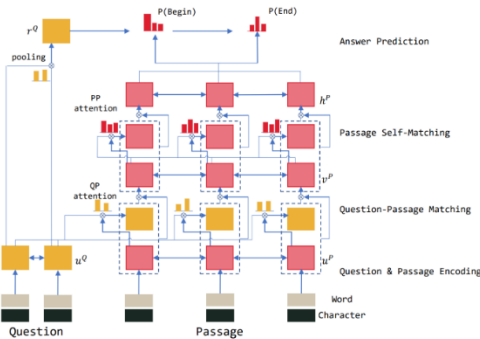 r^Q
P(Begin)
P(End)
Answer Prediction
pooling
PP
attention
h^P
Passage Self-Matching
v^P
QP
attention
Question-Passage Matching
u^Q
u^P
Question & Passage Encoding
Word
Character
Question
Passage